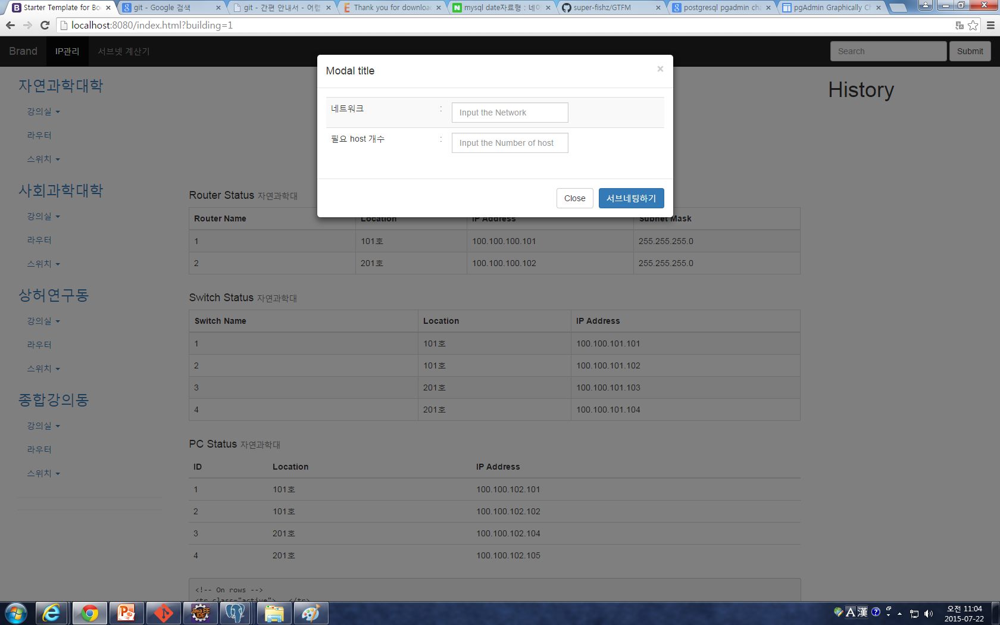 Starter Template for Bo
git - Google 검색
git - 간편 안내서 - 어렵
Thank you for downloa
mysql date자료형 : 네이
super-fishz/GTFM
postgresql pgadmin cha
pgAdmin Graphically Ch
localhost:8080/index.html?building=1
Brand
IP관리
서브넷 계산기
Search
Submit
Modal title
×
네트워크 : Input the Network
필요 host 개수 : Input the Number of host
Close
서브네팅하기
자연과학대학
강의실
라우터
스위치
사회과학대학
강의실
라우터
스위치
상허연구동
강의실
라우터
스위치
종합강의동
강의실
라우터
스위치
Router Status 자연과학대
Router Name Location IP Address Subnet Mask
1 101호 100.100.100.101 255.255.255.0
2 201호 100.100.100.102 255.255.255.0
Switch Status 자연과학대
Switch Name Location IP Address
1 101호 100.100.101.101
2 101호 100.100.101.102
3 201호 100.100.101.103
4 201호 100.100.101.104
PC Status 자연과학대
ID Location IP Address
1 101호 100.100.102.101
2 101호 100.100.102.102
3 201호 100.100.102.104
4 201호 100.100.102.105
<!-- On rows -->
<tr class="active">...</tr>
History
Java EE
IDE
A 漢
오전 11:04
2015-07-22